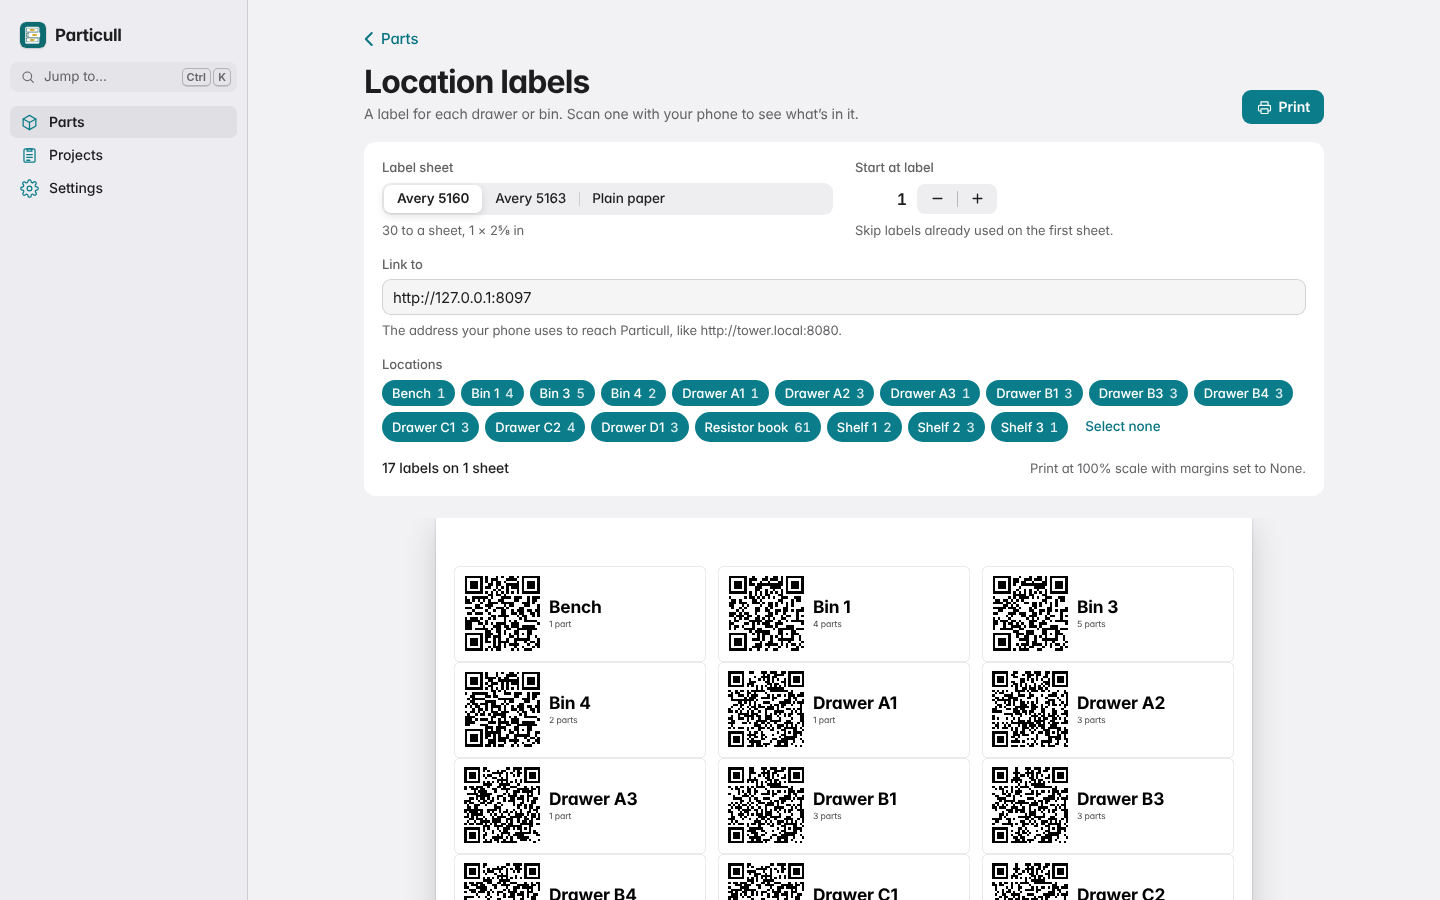 Particull
Jump to... Ctrl K
Parts
Projects
Settings
Parts
Location labels
A label for each drawer or bin. Scan one with your phone to see what’s in it.
Print
Label sheet
Avery 5160 Avery 5163 Plain paper
30 to a sheet, 1 × 2⅝ in
Start at label
1 − +
Skip labels already used on the first sheet.
Link to
http://127.0.0.1:8097
The address your phone uses to reach Particull, like http://tower.local:8080.
Locations
Bench 1 Bin 1 4 Bin 3 5 Bin 4 2 Drawer A1 1 Drawer A2 3 Drawer A3 1 Drawer B1 3 Drawer B3 3 Drawer B4 3
Drawer C1 3 Drawer C2 4 Drawer D1 3 Resistor book 61 Shelf 1 2 Shelf 2 3 Shelf 3 1 Select none
17 labels on 1 sheet
Print at 100% scale with margins set to None.
Bench
1 part
Bin 1
4 parts
Bin 3
5 parts
Bin 4
2 parts
Drawer A1
1 part
Drawer A2
3 parts
Drawer A3
1 part
Drawer B1
3 parts
Drawer B3
3 parts
Drawer B4
Drawer C1
Drawer C2